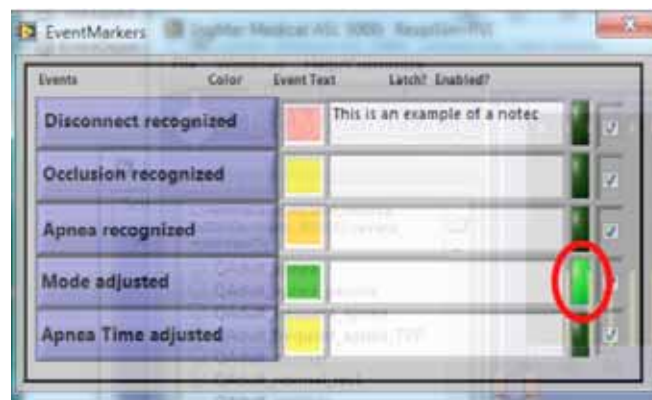 EventMarkers
Events Color Event Text Latch? Enabled?
Disconnect recognized This is an example of a notec
Occlusion recognized
Apnea recognized
Mode adjusted
Apnea Time adjusted